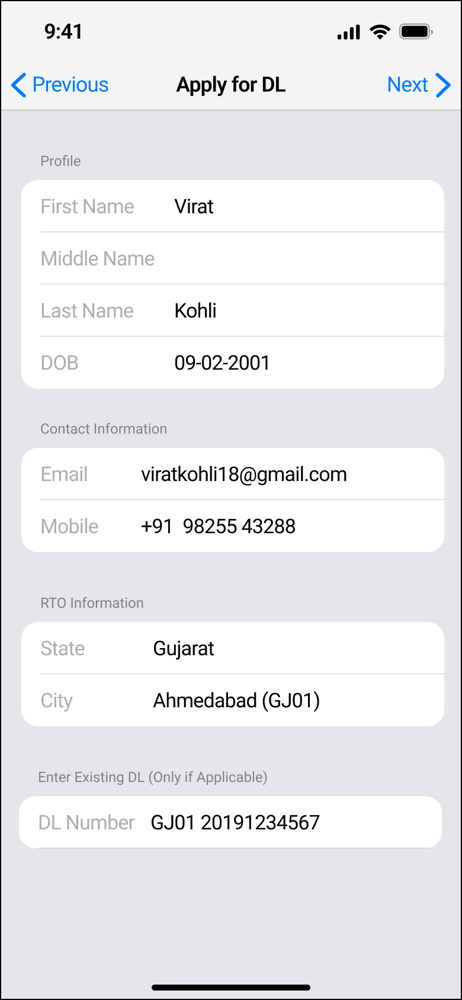 9:41
Previous Apply for DL Next
Profile
First Name Virat
Middle Name
Last Name Kohli
DOB 09-02-2001
Contact Information
Email viratkohli18@gmail.com
Mobile +91 98255 43288
RTO Information
State Gujarat
City Ahmedabad (GJ01)
Enter Existing DL (Only if Applicable)
DL Number GJ01 20191234567